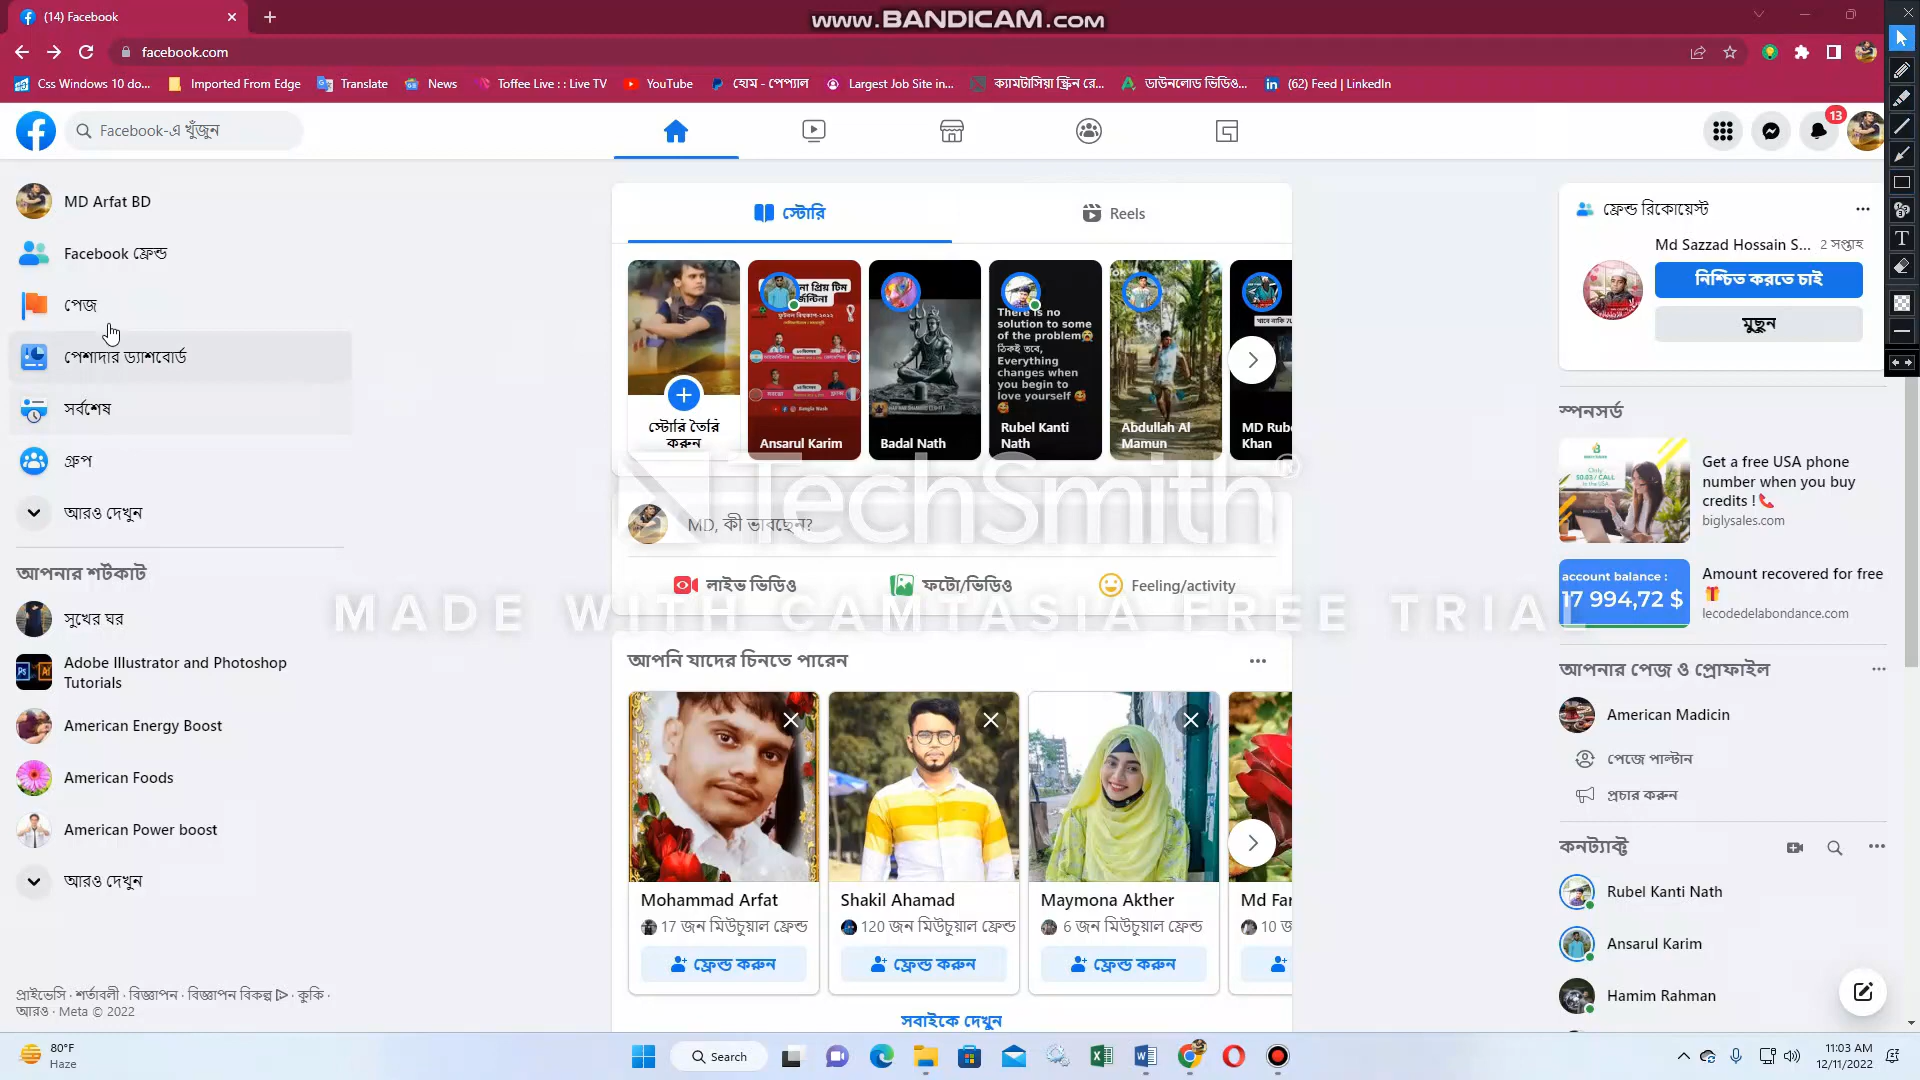 (14) Facebook
www.BANDICAM.com
facebook.com
Css Windows 10 do...
Imported From Edge
Translate
News
Toffee Live : : Live TV
YouTube
হোম - পেপ্যাল
Largest Job Site in...
ক্যামটাসিয়া স্ক্রিন রে...
ডাউনলোড ভিডিও...
(62) Feed | LinkedIn
Facebook-এ খুঁজুন
13
MD Arfat BD
Facebook ফ্রেন্ড
পেজ
পেশাদার ড্যাশবোর্ড
সর্বশেষ
গ্রুপ
আরও দেখুন
আপনার শর্টকাট
সুখের ঘর
Adobe Illustrator and Photoshop
Tutorials
American Energy Boost
American Foods
American Power boost
আরও দেখুন
প্রাইভেসি · শর্তাবলী · বিজ্ঞাপন · বিজ্ঞাপন বিকল্প · কুকি ·
আরও · Meta © 2022
স্টোরি
Reels
স্টোরি তৈরি
করুন
Ansarul Karim
Badal Nath
There is no
solution to some
of the problem
ঠিকই তবে,
Everything
changes when
you begin to
love yourself
Rubel Kanti
Nath
Abdullah Al
Mamun
MD Rub
Khan
TechSmith®
MD, কী ভাবছেন?
লাইভ ভিডিও
ফটো/ভিডিও
Feeling/activity
MADE WITH CAMTASIA FREE TRIAL
আপনি যাদের চিনতে পারেন
Mohammad Arfat
17 জন মিউচুয়াল ফ্রেন্ড
ফ্রেন্ড করুন
Shakil Ahamad
120 জন মিউচুয়াল ফ্রেন্ড
ফ্রেন্ড করুন
Maymona Akther
6 জন মিউচুয়াল ফ্রেন্ড
ফ্রেন্ড করুন
Md Far
10 জ
সবাইকে দেখুন
ফ্রেন্ড রিকোয়েস্ট
Md Sazzad Hossain S... 2 সপ্তাহ
নিশ্চিত করতে চাই
মুছুন
স্পনসর্ড
Get a free USA phone
number when you buy
credits !
biglysales.com
account balance :
17 994,72 $
Amount recovered for free
lecodedelabondance.com
আপনার পেজ ও প্রোফাইল
American Madicin
পেজে পাল্টান
প্রচার করুন
কনট্যাক্ট
Rubel Kanti Nath
Ansarul Karim
Hamim Rahman
80°F
Haze
Search
11:03 AM
12/11/2022